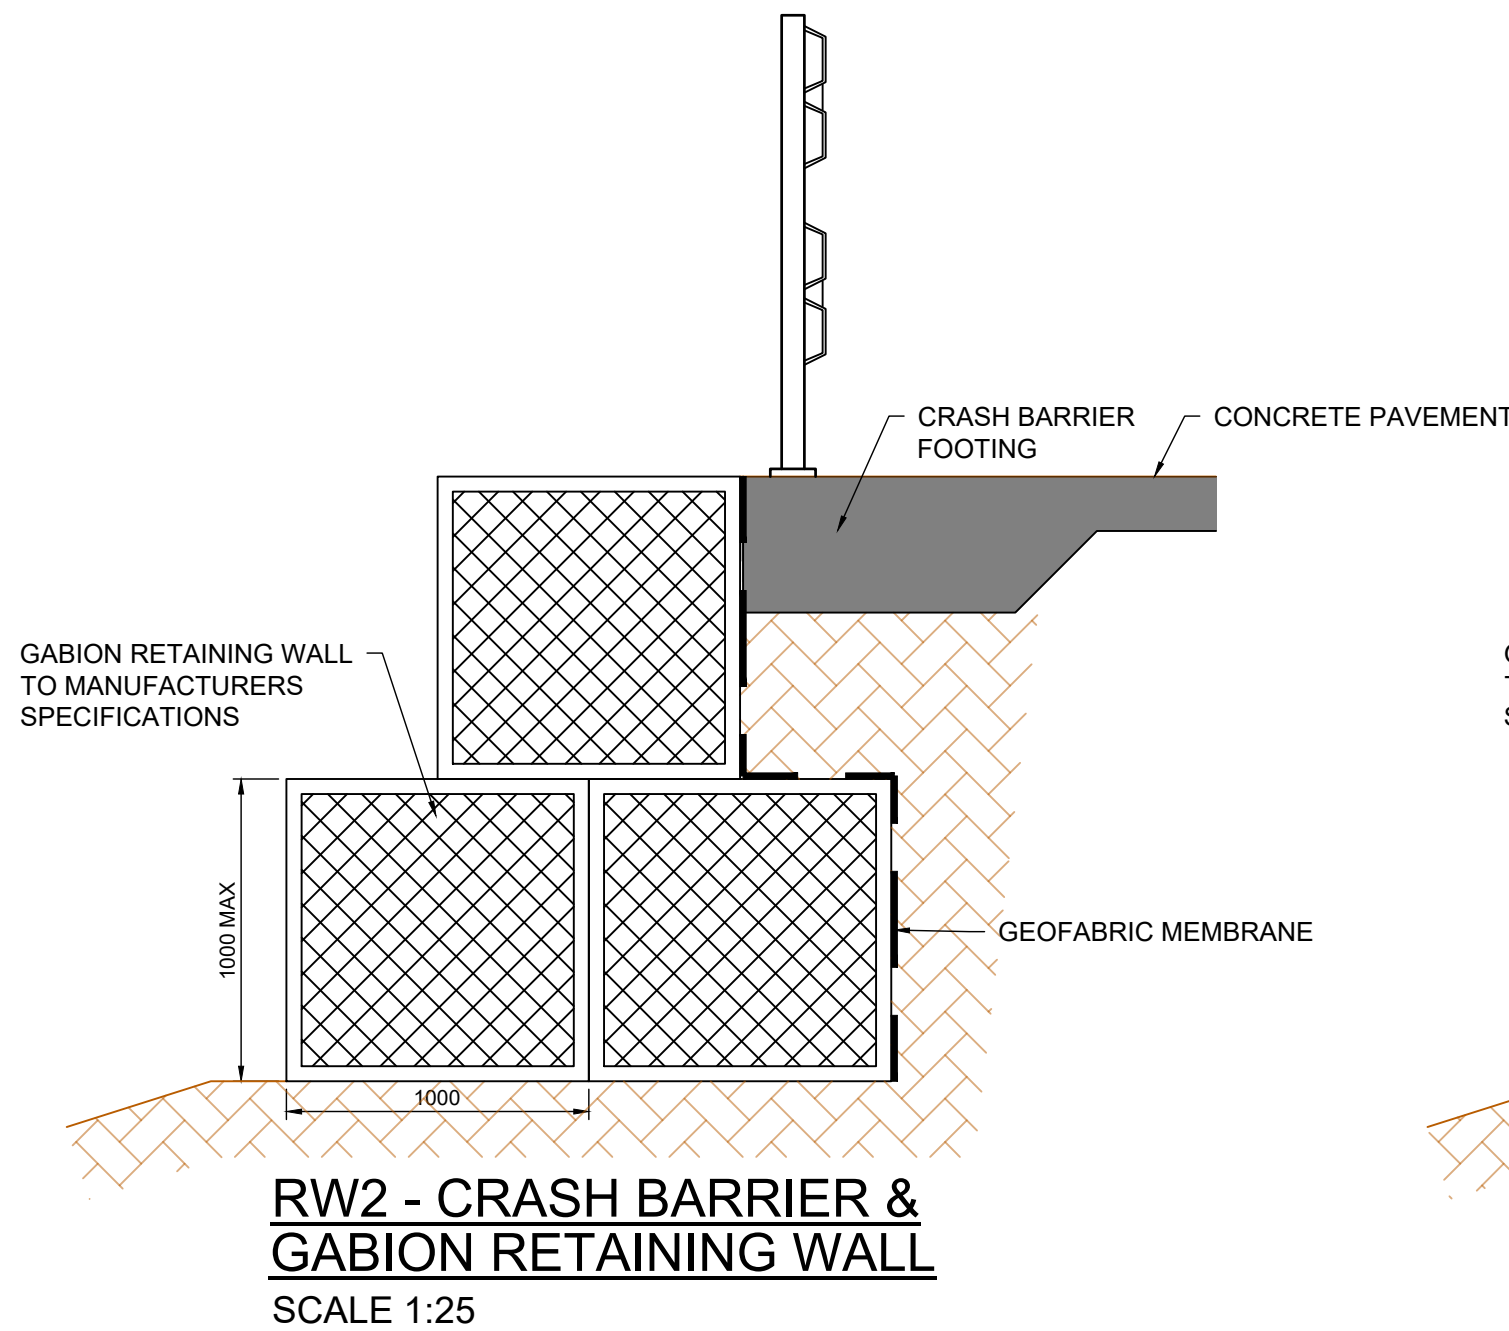 CRASH BARRIER
FOOTING
CONCRETE PAVEMENT
GABION RETAINING WALL
TO MANUFACTURERS
SPECIFICATIONS
1000 MAX
GEOFABRIC MEMBRANE
1000
RW2 - CRASH BARRIER &
GABION RETAINING WALL
SCALE 1:25